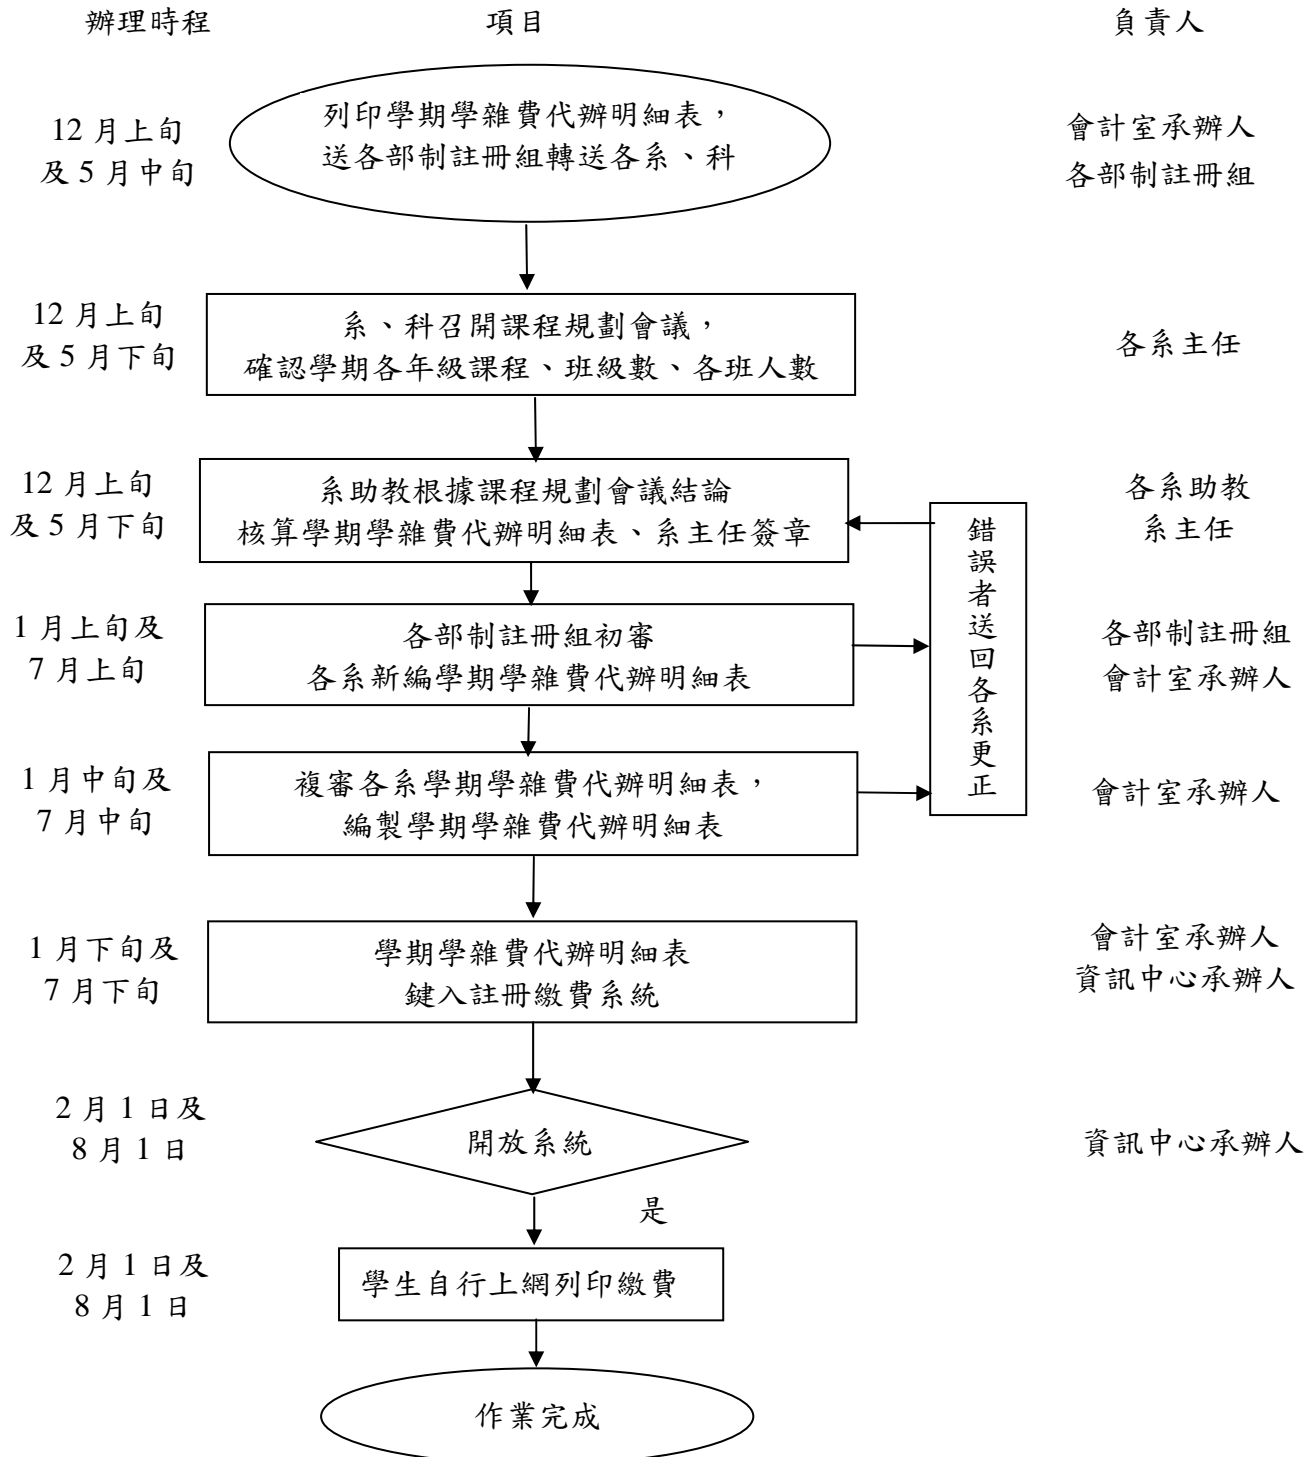 辦理時程
項目
負責人
12 月上旬
及 5 月中旬
列印學期學雜費代辦明細表，
送各部制註冊組轉送各系、科
會計室承辦人
各部制註冊組
12 月上旬
及 5 月下旬
系、科召開課程規劃會議，
確認學期各年級課程、班級數、各班人數
各系主任
12 月上旬
及 5 月下旬
系助教根據課程規劃會議結論
核算學期學雜費代辦明細表、系主任簽章
各系助教
系主任
錯誤者送回各系更正
1 月上旬及
7 月上旬
各部制註冊組初審
各系新編學期學雜費代辦明細表
各部制註冊組
會計室承辦人
1 月中旬及
7 月中旬
複審各系學期學雜費代辦明細表，
編製學期學雜費代辦明細表
會計室承辦人
1 月下旬及
7 月下旬
學期學雜費代辦明細表
鍵入註冊繳費系統
會計室承辦人
資訊中心承辦人
2 月 1 日及
8 月 1 日
開放系統
資訊中心承辦人
是
2 月 1 日及
8 月 1 日
學生自行上網列印繳費
作業完成